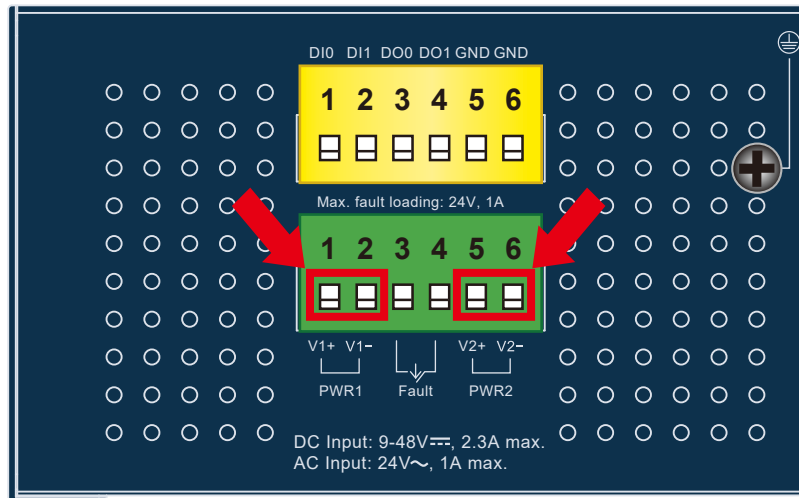 DI0 DI1 DO0 DO1 GND GND
1 2 3 4 5 6
Max. fault loading: 24V, 1A
1 2 3 4 5 6
V1+ V1− V2+ V2−
PWR1 Fault PWR2
DC Input: 9-48V⎓, 2.3A max.
AC Input: 24V∿, 1A max.